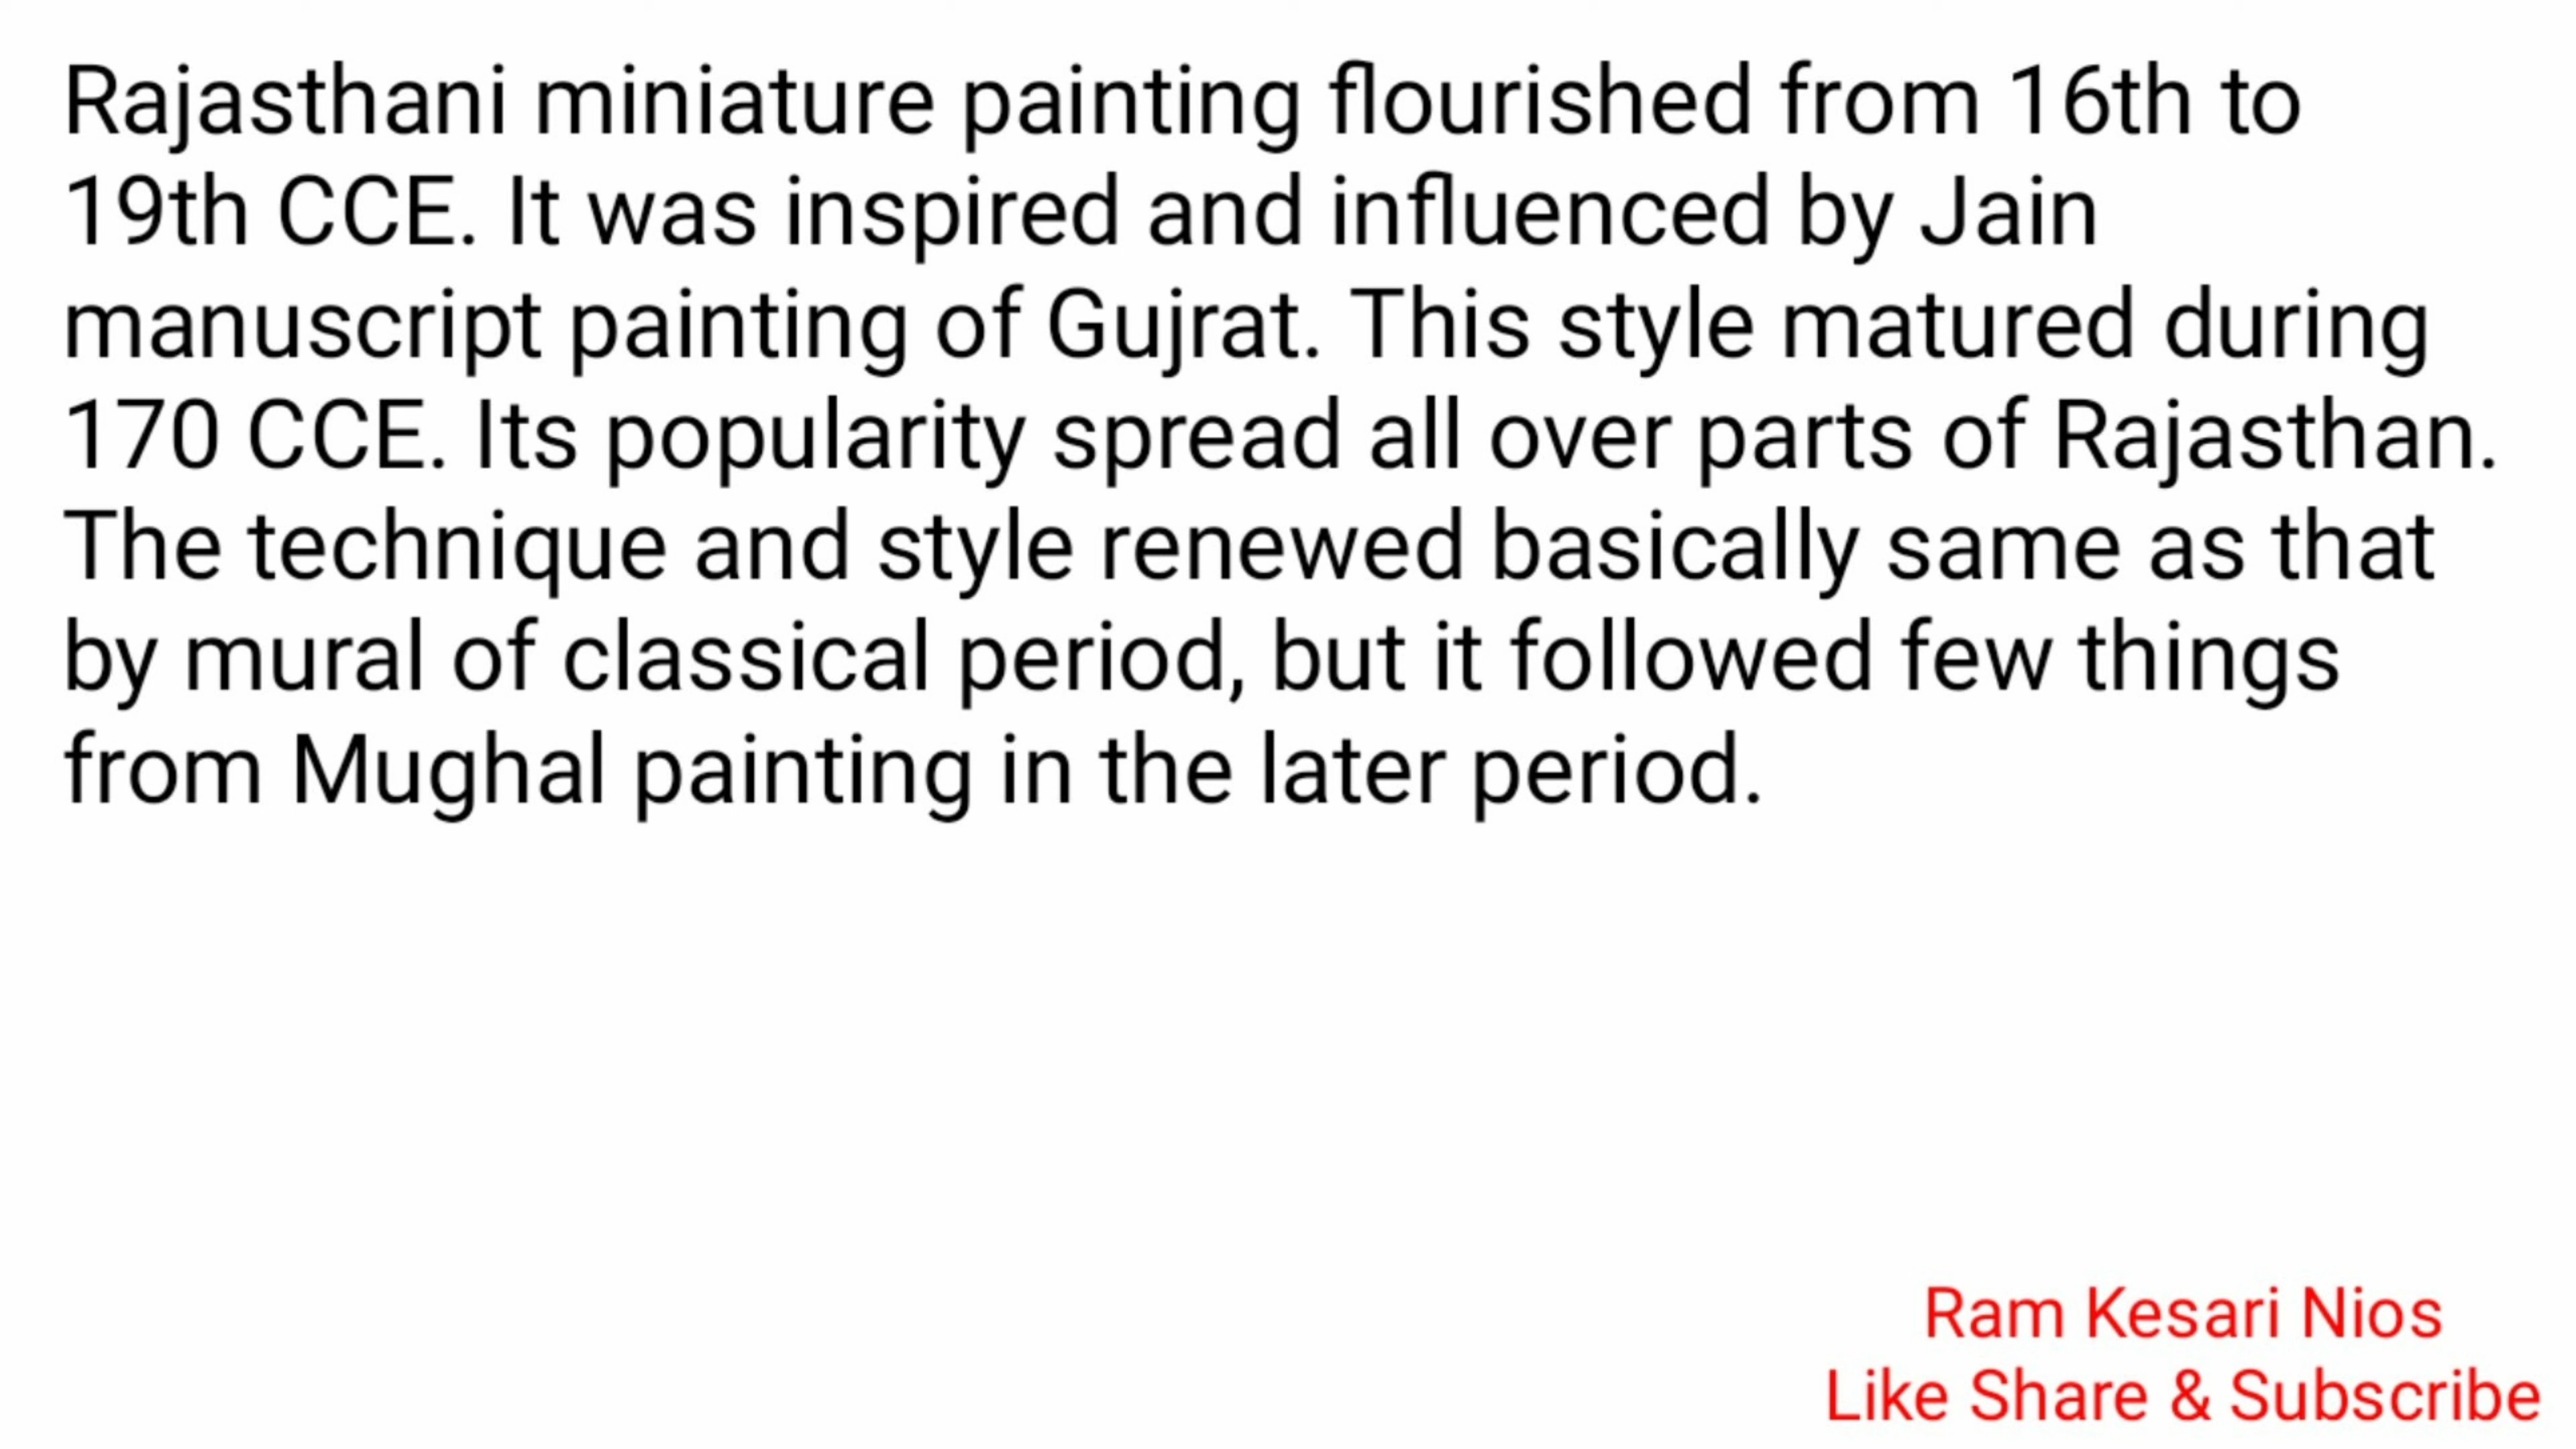 Rajasthani miniature painting flourished from 16th to
19th CCE. It was inspired and influenced by Jain
manuscript painting of Gujrat. This style matured during
170 CCE. Its popularity spread all over parts of Rajasthan.
The technique and style renewed basically same as that
by mural of classical period, but it followed few things
from Mughal painting in the later period.
Ram Kesari Nios
Like Share & Subscribe